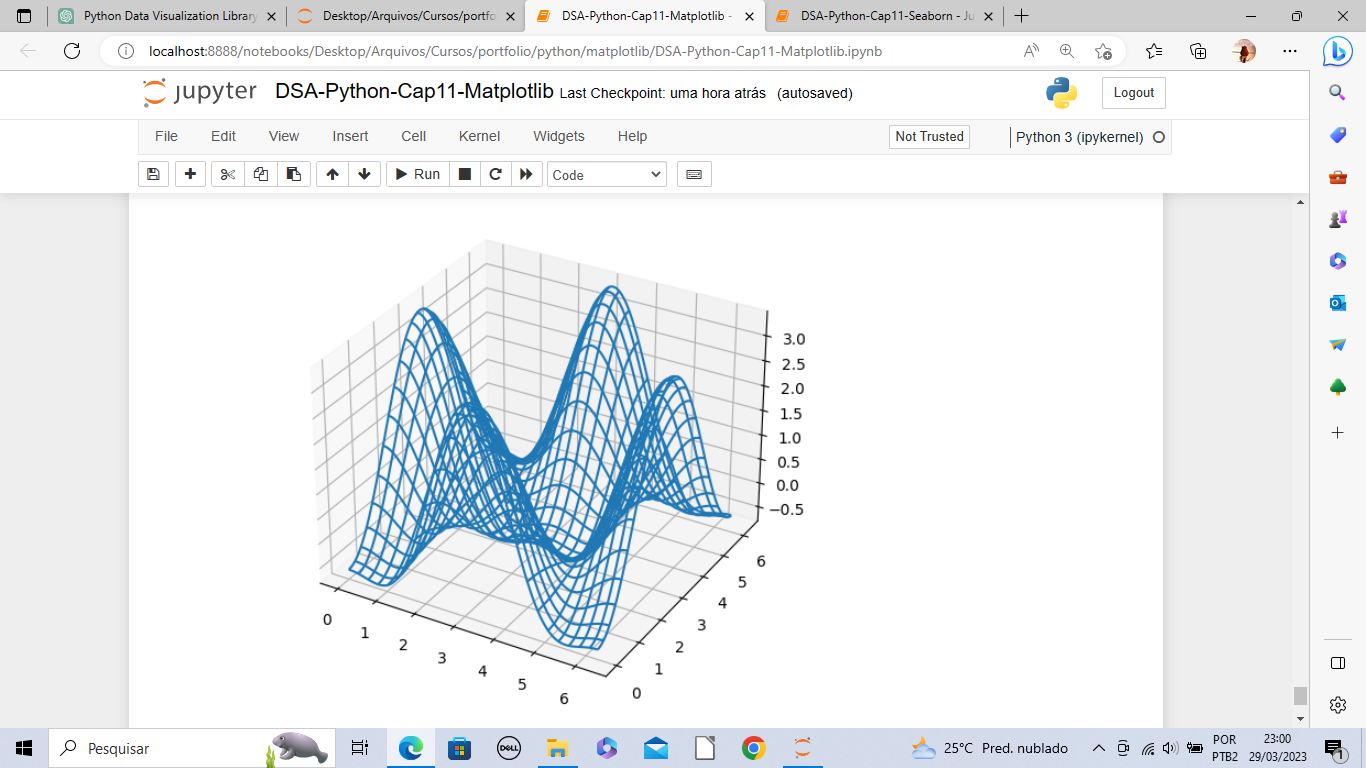 Python Data Visualization Library
Desktop/Arquivos/Cursos/portfo
DSA-Python-Cap11-Matplotlib -
DSA-Python-Cap11-Seaborn - Ju
localhost:8888/notebooks/Desktop/Arquivos/Cursos/portfolio/python/matplotlib/DSA-Python-Cap11-Matplotlib.ipynb
jupyter DSA-Python-Cap11-Matplotlib Last Checkpoint: uma hora atrás (autosaved)
Logout
File Edit View Insert Cell Kernel Widgets Help
Not Trusted
Python 3 (ipykernel)
Run
Code
3.0
2.5
2.0
1.5
1.0
0.5
0.0
−0.5
0 1 2 3 4 5 6
0 1 2 3 4 5 6
Pesquisar
DELL
25°C Pred. nublado
POR
PTB2
23:00
29/03/2023
1